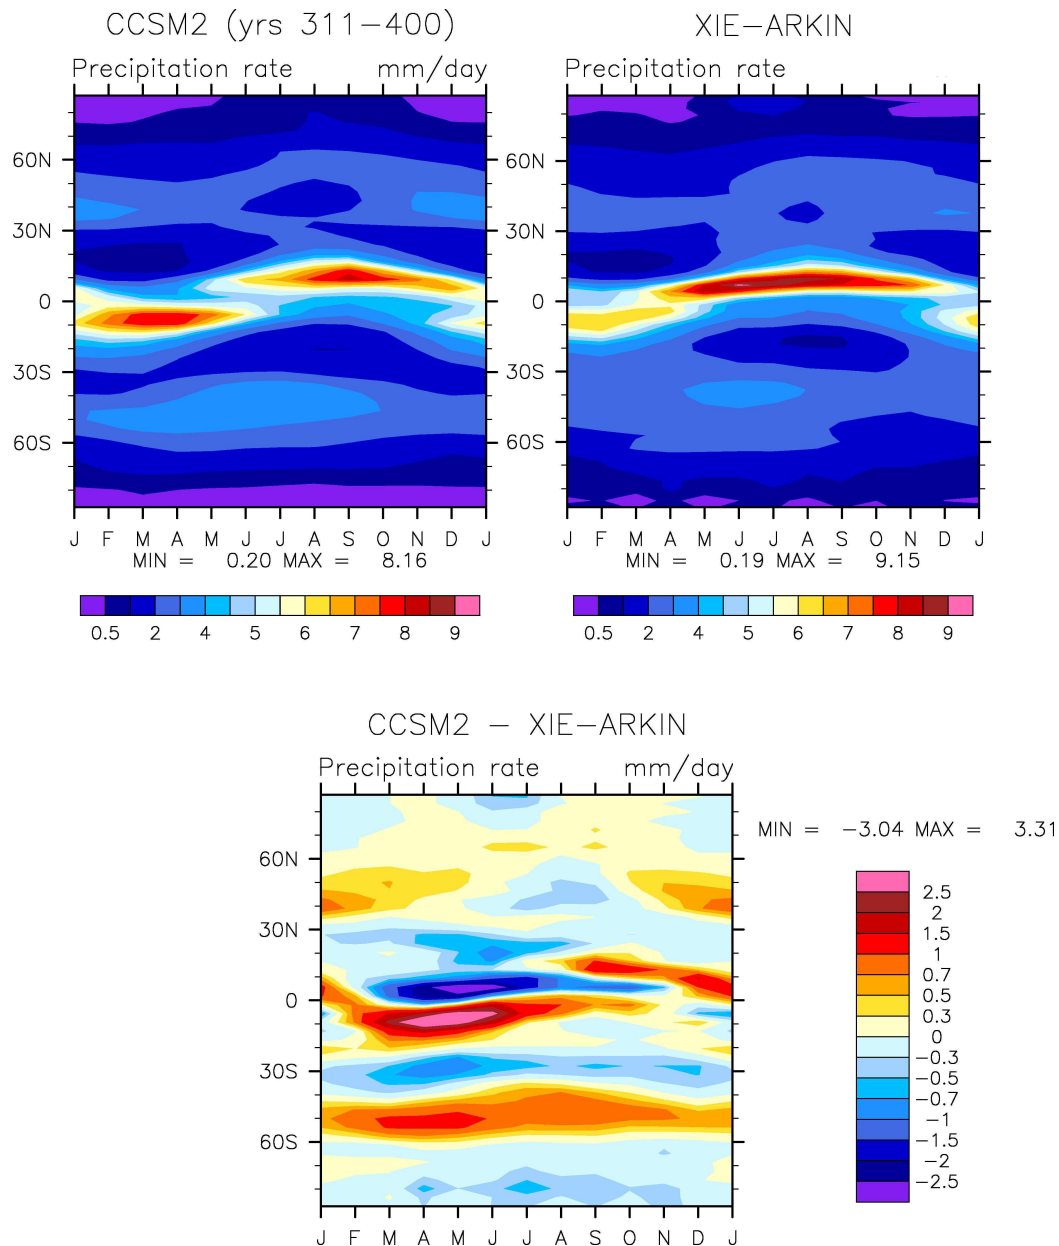 CCSM2 (yrs 311−400)
Precipitation rate mm/day
60N
30N
0
30S
60S
J F M A M J J A S O N D J
MIN = 0.20 MAX = 8.16
0.5 2 4 5 6 7 8 9
XIE−ARKIN
Precipitation rate
60N
30N
0
30S
60S
J F M A M J J A S O N D J
MIN = 0.19 MAX = 9.15
0.5 2 4 5 6 7 8 9
CCSM2 − XIE−ARKIN
Precipitation rate mm/day
60N
30N
0
30S
60S
J F M A M J J A S O N D J
MIN = −3.04 MAX = 3.31
2.5
2
1.5
1
0.7
0.5
0.3
0
−0.3
−0.5
−0.7
−1
−1.5
−2
−2.5